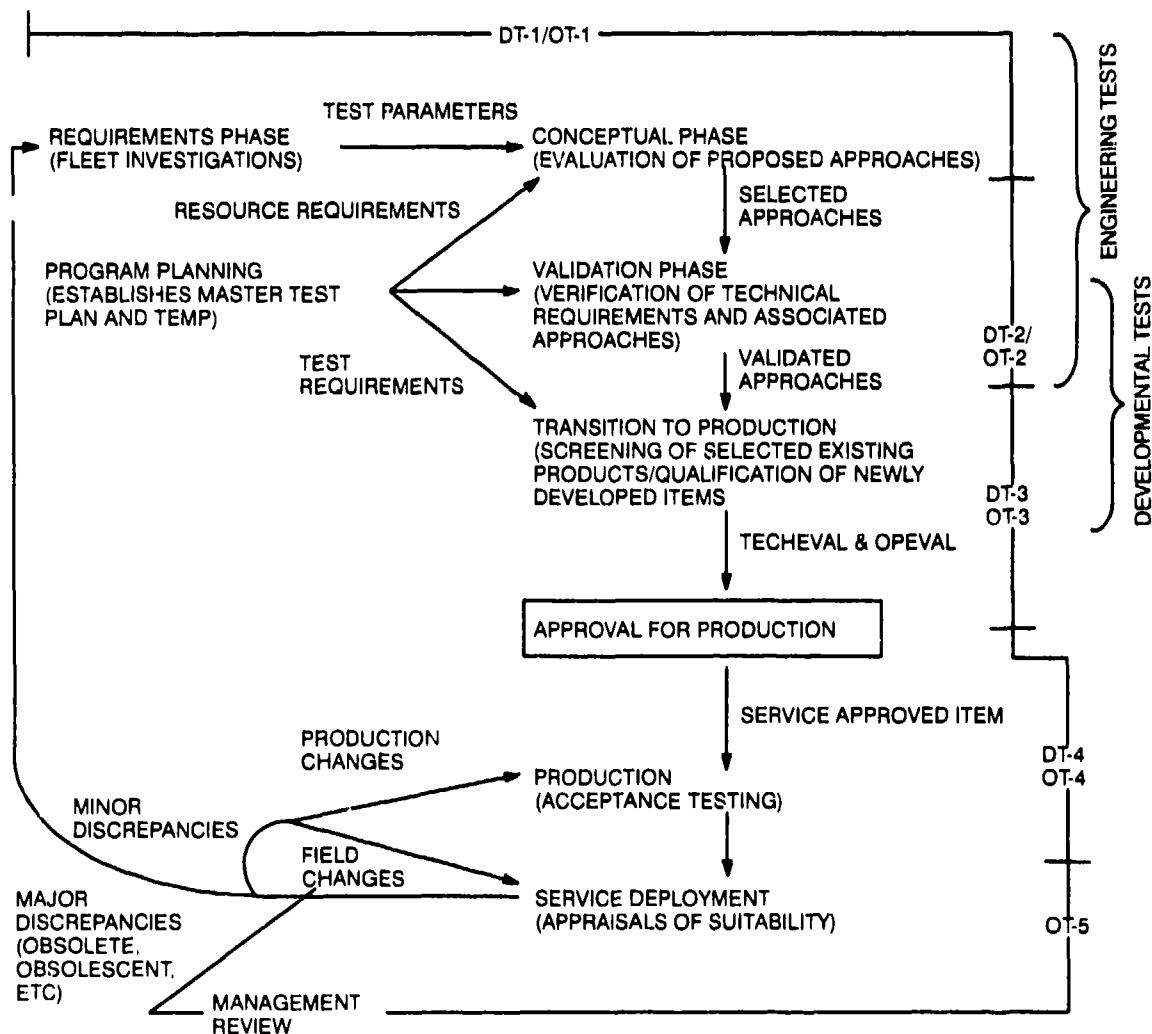 DT-1/OT-1
TEST PARAMETERS
REQUIREMENTS PHASE
(FLEET INVESTIGATIONS)
CONCEPTUAL PHASE
(EVALUATION OF PROPOSED APPROACHES)
RESOURCE REQUIREMENTS
SELECTED
APPROACHES
PROGRAM PLANNING
(ESTABLISHES MASTER TEST
PLAN AND TEMP)
VALIDATION PHASE
(VERIFICATION OF TECHNICAL
REQUIREMENTS AND ASSOCIATED
APPROACHES)
TEST
REQUIREMENTS
VALIDATED
APPROACHES
DT-2/
OT-2
ENGINEERING TESTS
TRANSITION TO PRODUCTION
(SCREENING OF SELECTED EXISTING
PRODUCTS/QUALIFICATION OF NEWLY
DEVELOPED ITEMS
DT-3
OT-3
DEVELOPMENTAL TESTS
TECHEVAL & OPEVAL
APPROVAL FOR PRODUCTION
SERVICE APPROVED ITEM
PRODUCTION
CHANGES
PRODUCTION
(ACCEPTANCE TESTING)
DT-4
OT-4
MINOR
DISCREPANCIES
FIELD
CHANGES
SERVICE DEPLOYMENT
(APPRAISALS OF SUITABILITY)
MAJOR
DISCREPANCIES
(OBSOLETE,
OBSOLESCENT,
ETC)
OT-5
MANAGEMENT
REVIEW